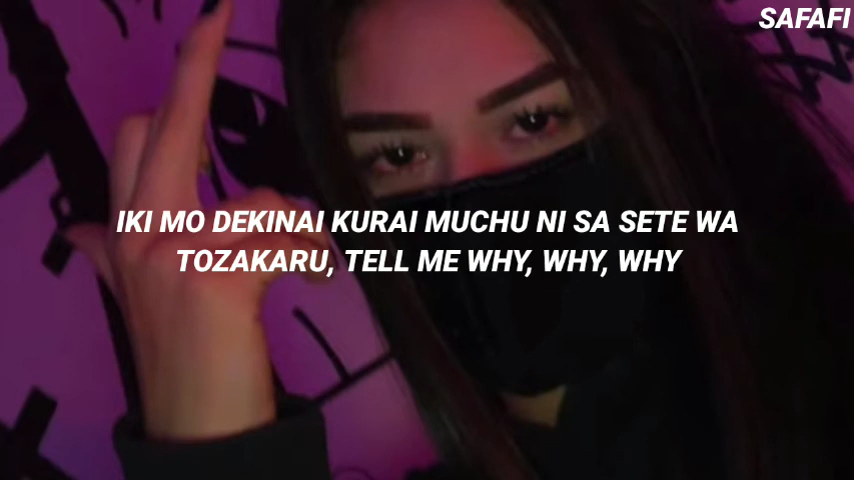 SAFAFI
IKI MO DEKINAI KURAI MUCHU NI SA SETE WA
TOZAKARU, TELL ME WHY, WHY, WHY